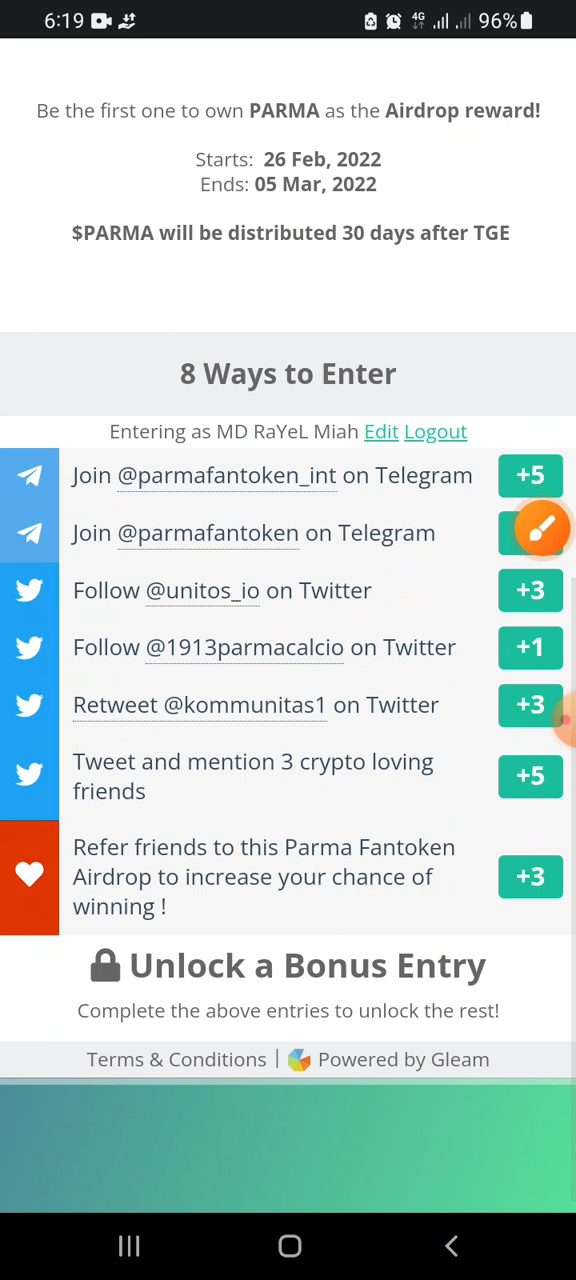 6:19 4G 96%
Be the first one to own PARMA as the Airdrop reward!
Starts: 26 Feb, 2022
Ends: 05 Mar, 2022
$PARMA will be distributed 30 days after TGE
8 Ways to Enter
Entering as MD RaYeL Miah Edit Logout
Join @parmafantoken_int on Telegram +5
Join @parmafantoken on Telegram
Follow @unitos_io on Twitter +3
Follow @1913parmacalcio on Twitter +1
Retweet @kommunitas1 on Twitter +3
Tweet and mention 3 crypto loving
friends +5
Refer friends to this Parma Fantoken
Airdrop to increase your chance of
winning ! +3
Unlock a Bonus Entry
Complete the above entries to unlock the rest!
Terms & Conditions | Powered by Gleam